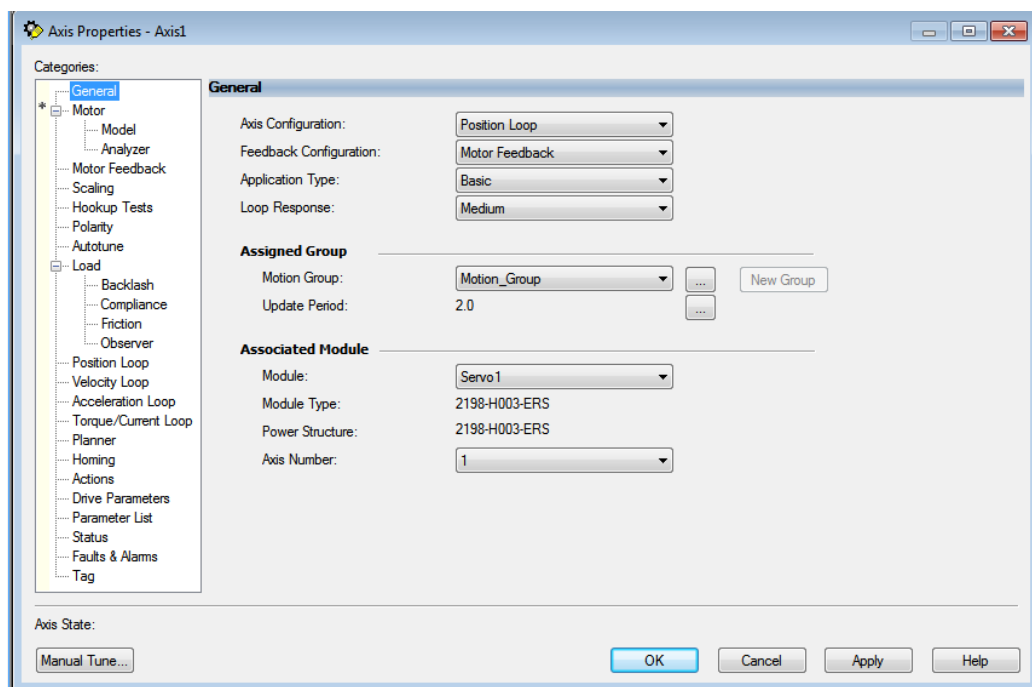 Axis Properties - Axis1
Categories:
General
* Motor
Model
Analyzer
Motor Feedback
Scaling
Hookup Tests
Polarity
Autotune
Load
Backlash
Compliance
Friction
Observer
Position Loop
Velocity Loop
Acceleration Loop
Torque/Current Loop
Planner
Homing
Actions
Drive Parameters
Parameter List
Status
Faults & Alarms
Tag
General
Axis Configuration: Position Loop
Feedback Configuration: Motor Feedback
Application Type: Basic
Loop Response: Medium
Assigned Group
Motion Group: Motion_Group ... New Group
Update Period: 2.0 ...
Associated Module
Module: Servo1
Module Type: 2198-H003-ERS
Power Structure: 2198-H003-ERS
Axis Number: 1
Axis State:
Manual Tune... OK Cancel Apply Help